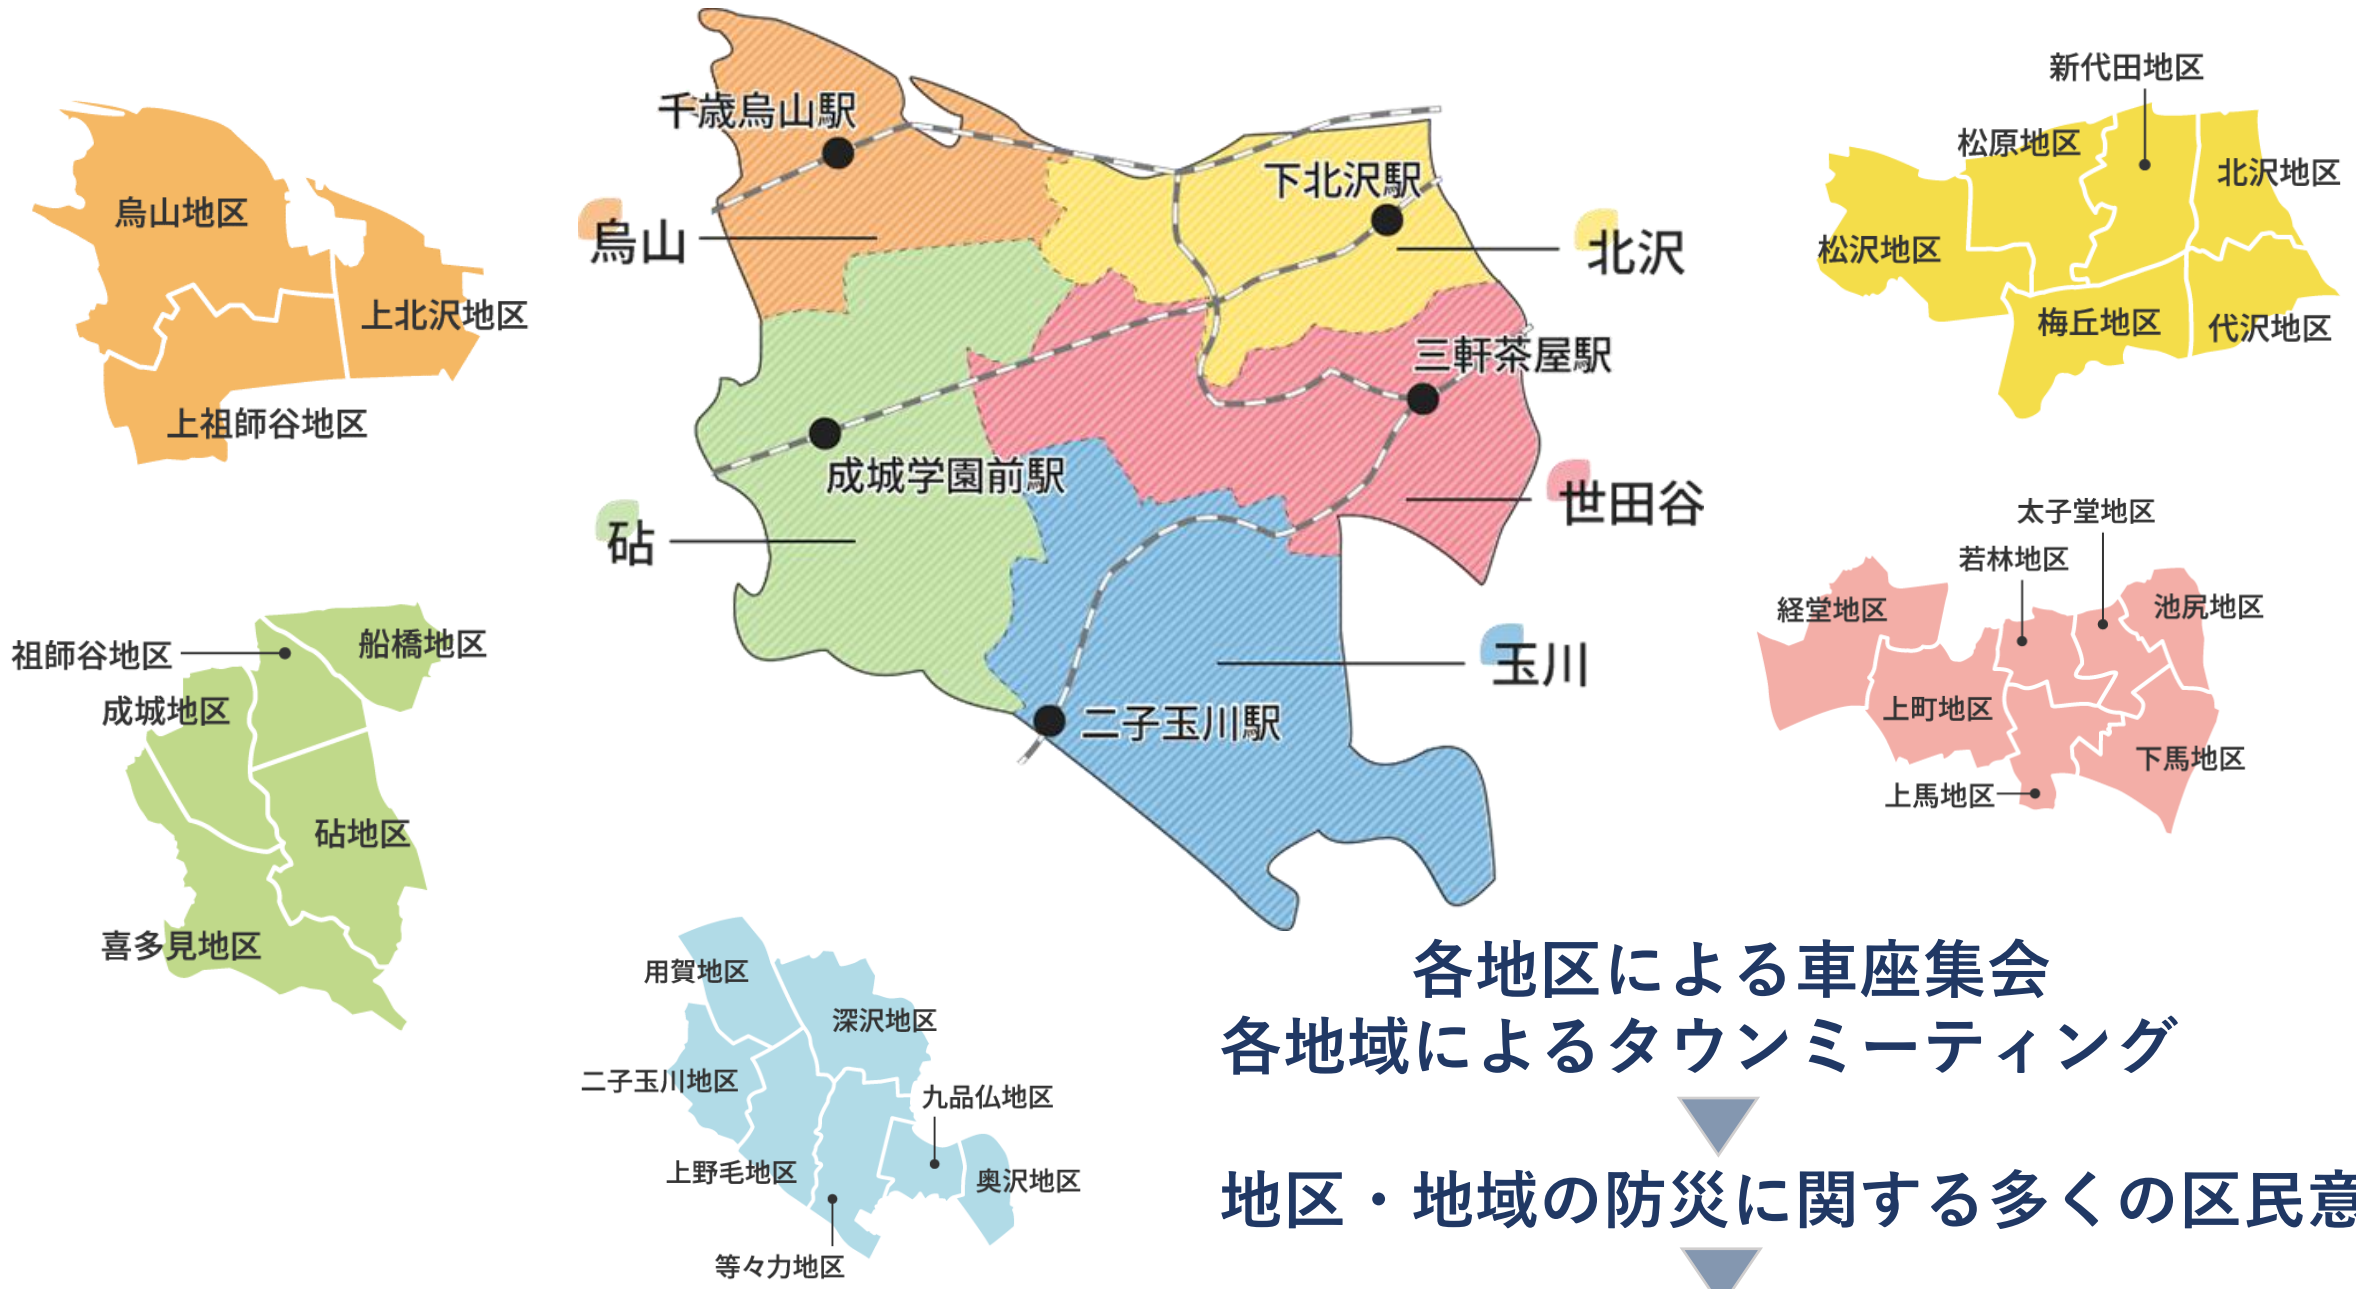 千歳烏山駅
下北沢駅
烏山
北沢
三軒茶屋駅
成城学園前駅
世田谷
砧
玉川
二子玉川駅
烏山地区
上北沢地区
上祖師谷地区
新代田地区
松原地区
北沢地区
松沢地区
梅丘地区
代沢地区
祖師谷地区
船橋地区
成城地区
砧地区
喜多見地区
太子堂地区
若林地区
経堂地区
池尻地区
上町地区
下馬地区
上馬地区
用賀地区
深沢地区
二子玉川地区
九品仏地区
上野毛地区
奥沢地区
等々力地区
各地区による車座集会
各地域によるタウンミーティング
地区・地域の防災に関する多くの区民意